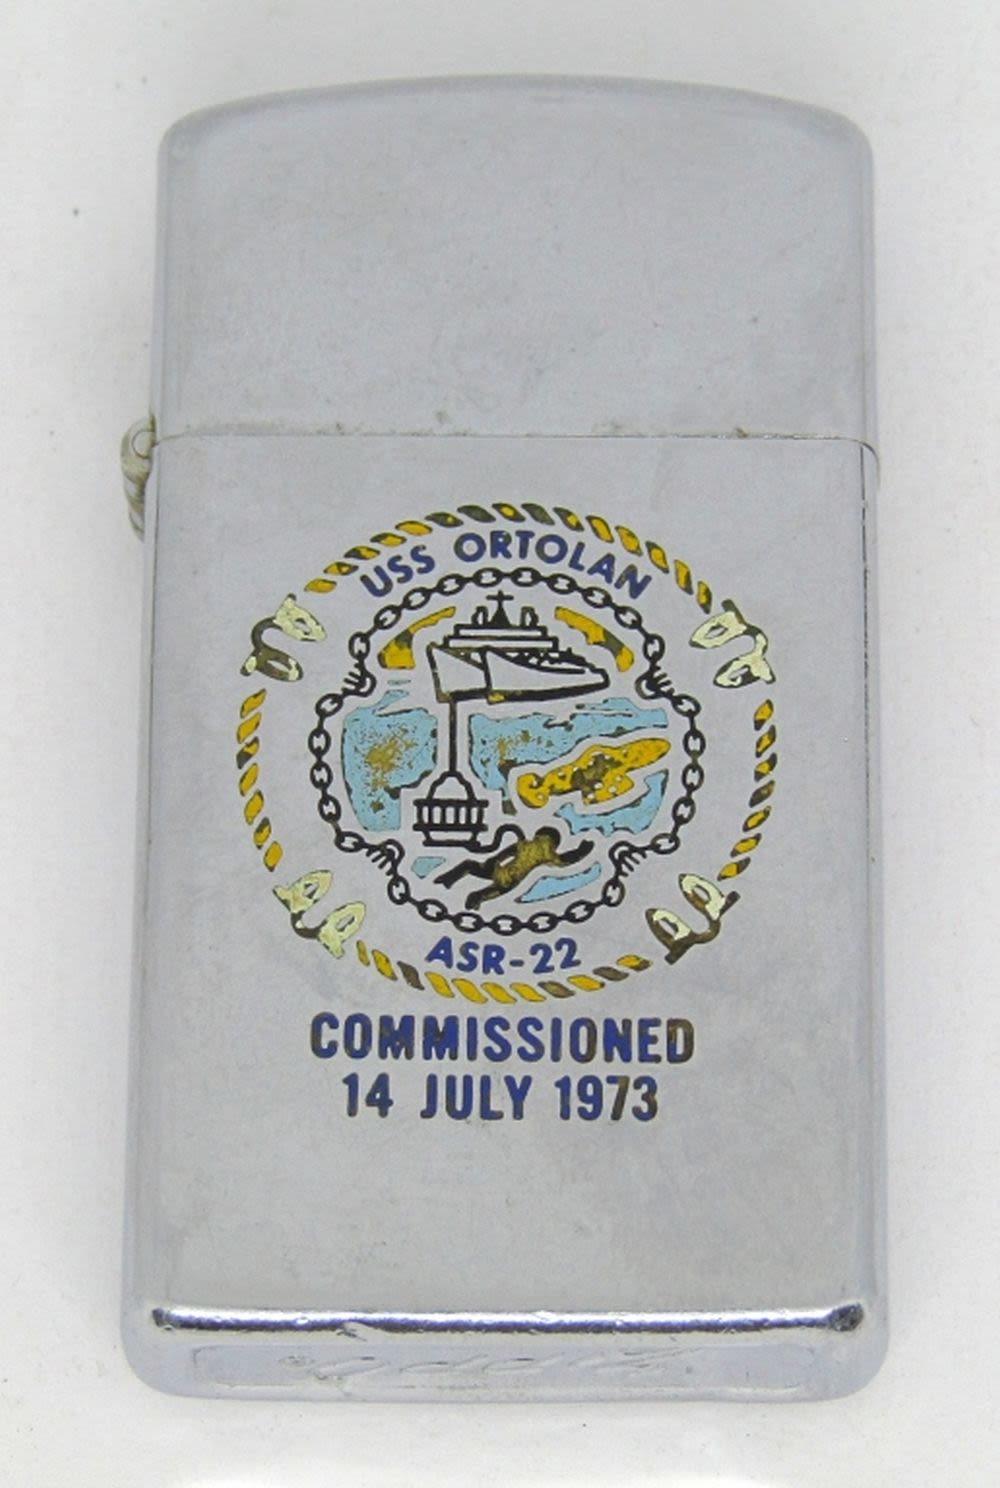 USS ORTOLAN
ASR-22
COMMISSIONED
14 JULY 1973